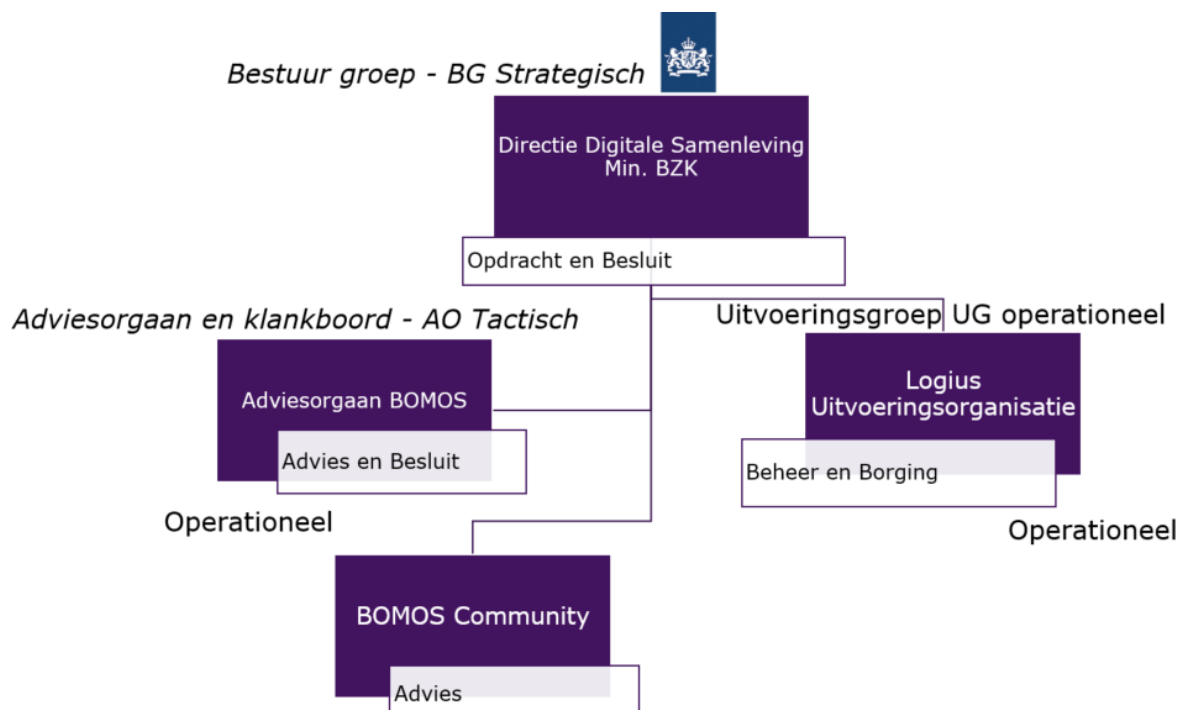 Bestuur groep - BG Strategisch
Directie Digitale Samenleving
Min. BZK
Opdracht en Besluit
Adviesorgaan en klankboord - AO Tactisch
Adviesorgaan BOMOS
Advies en Besluit
Operationeel
Uitvoeringsgroep UG operationeel
Logius
Uitvoeringsorganisatie
Beheer en Borging
Operationeel
BOMOS Community
Advies